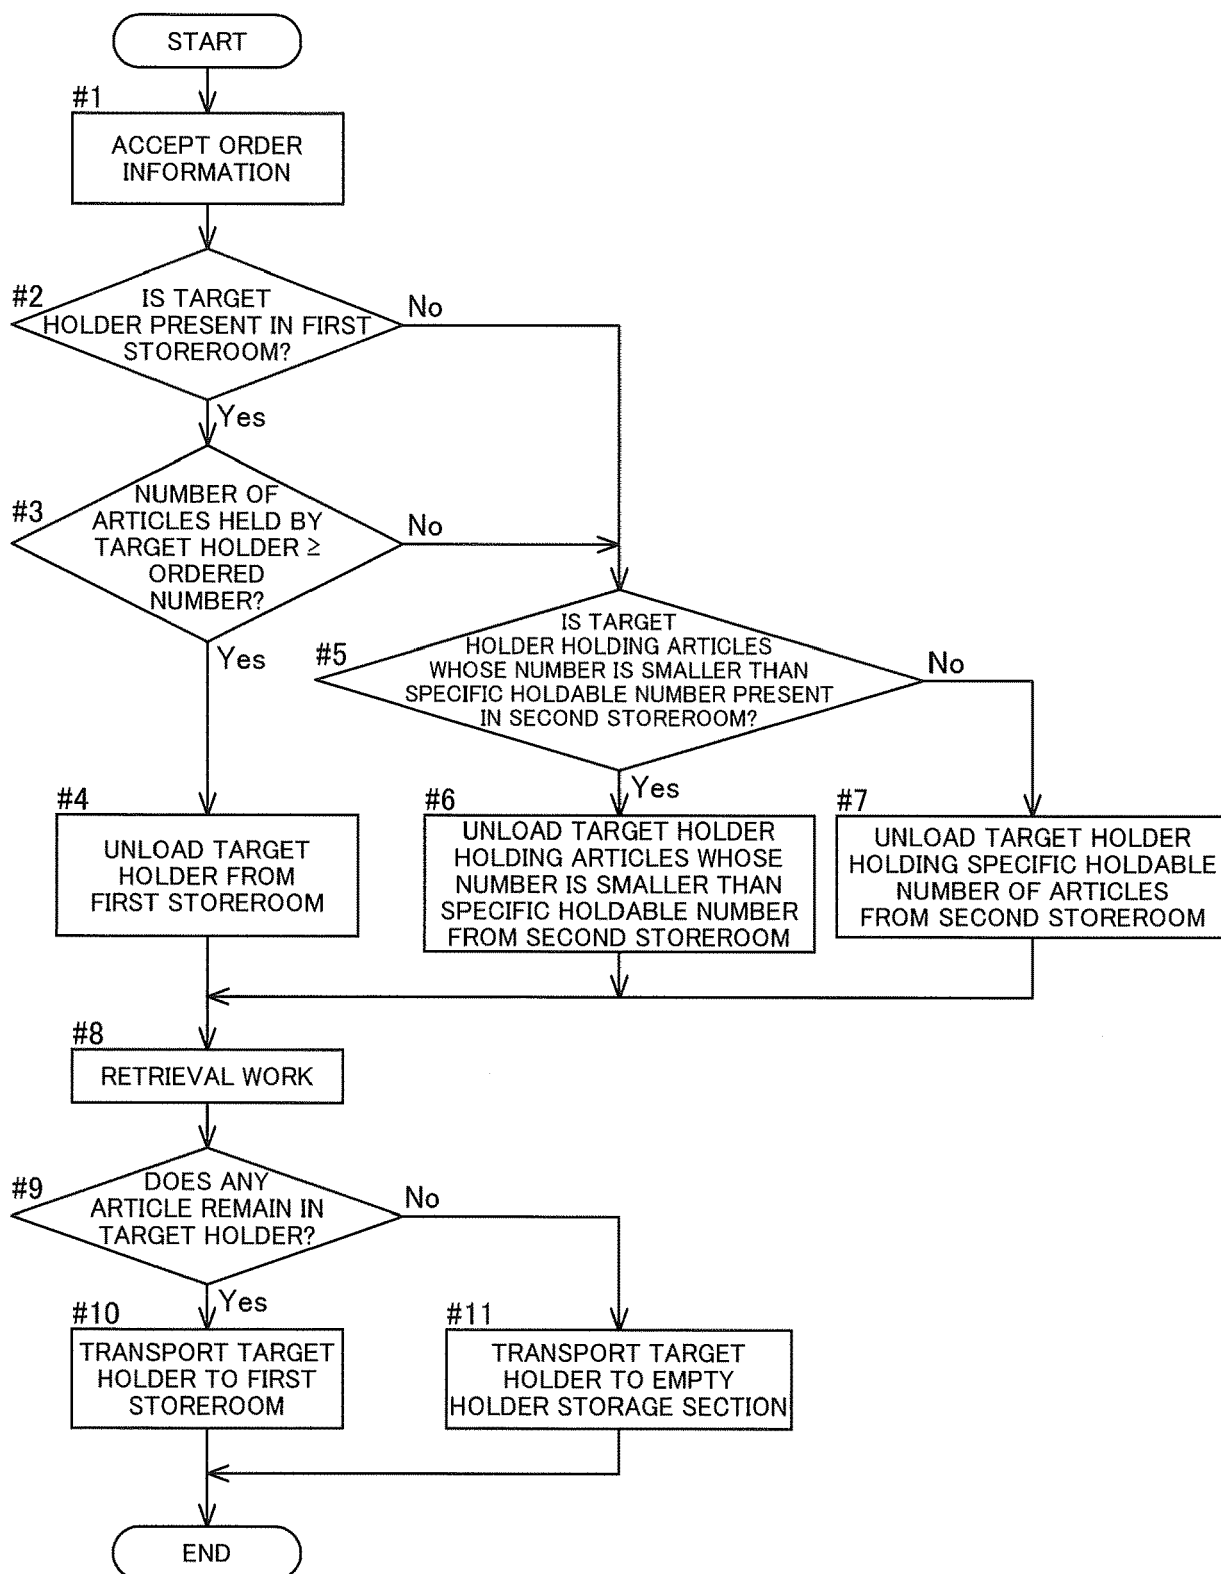 START
#1
ACCEPT ORDER
INFORMATION
#2
IS TARGET
HOLDER PRESENT IN FIRST
STOREROOM?
No
Yes
#3
NUMBER OF
ARTICLES HELD BY
TARGET HOLDER ≥
ORDERED
NUMBER?
No
Yes
#5
IS TARGET
HOLDER HOLDING ARTICLES
WHOSE NUMBER IS SMALLER THAN
SPECIFIC HOLDABLE NUMBER PRESENT
IN SECOND STOREROOM?
No
Yes
#4
UNLOAD TARGET
HOLDER FROM
FIRST STOREROOM
#6
UNLOAD TARGET HOLDER
HOLDING ARTICLES WHOSE
NUMBER IS SMALLER THAN
SPECIFIC HOLDABLE NUMBER
FROM SECOND STOREROOM
#7
UNLOAD TARGET HOLDER
HOLDING SPECIFIC HOLDABLE
NUMBER OF ARTICLES
FROM SECOND STOREROOM
#8
RETRIEVAL WORK
#9
DOES ANY
ARTICLE REMAIN IN
TARGET HOLDER?
No
Yes
#10
TRANSPORT TARGET
HOLDER TO FIRST
STOREROOM
#11
TRANSPORT TARGET
HOLDER TO EMPTY
HOLDER STORAGE SECTION
END